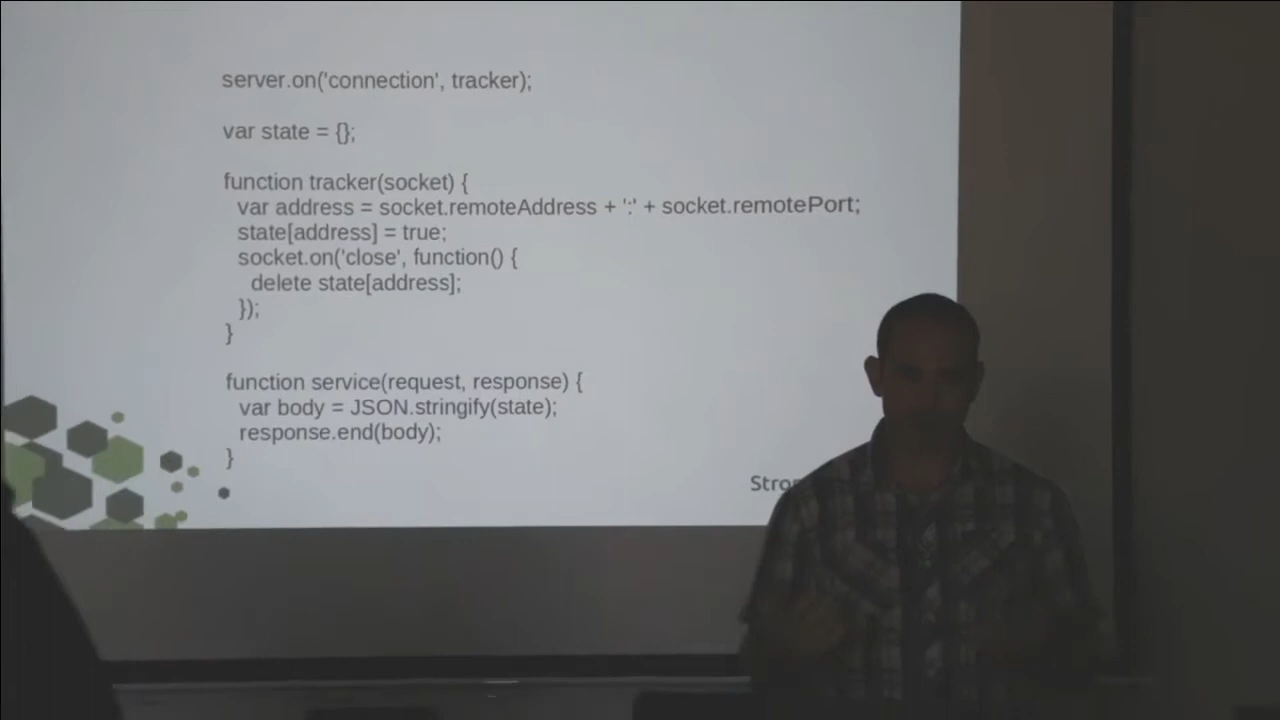 server.on('connection', tracker);
var state = {};
function tracker(socket) {
var address = socket.remoteAddress + ':' + socket.remotePort;
state[address] = true;
socket.on('close', function() {
delete state[address];
});
}
function service(request, response) {
var body = JSON.stringify(state);
response.end(body);
}